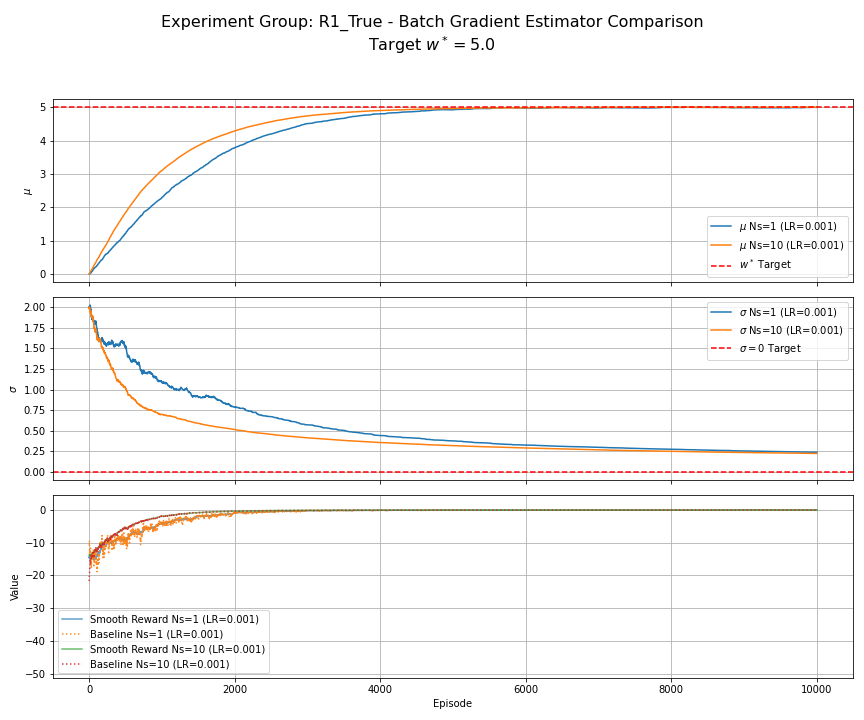 Experiment Group: R1_True - Batch Gradient Estimator Comparison
Target w* = 5.0
5
4
3
2
1
0
μ
μ Ns=1 (LR=0.001)
μ Ns=10 (LR=0.001)
w* Target
2.00
1.75
1.50
1.25
1.00
0.75
0.50
0.25
0.00
σ
σ Ns=1 (LR=0.001)
σ Ns=10 (LR=0.001)
σ = 0 Target
0
−10
−20
−30
−40
−50
Value
Smooth Reward Ns=1 (LR=0.001)
Baseline Ns=1 (LR=0.001)
Smooth Reward Ns=10 (LR=0.001)
Baseline Ns=10 (LR=0.001)
0 2000 4000 6000 8000 10000
Episode